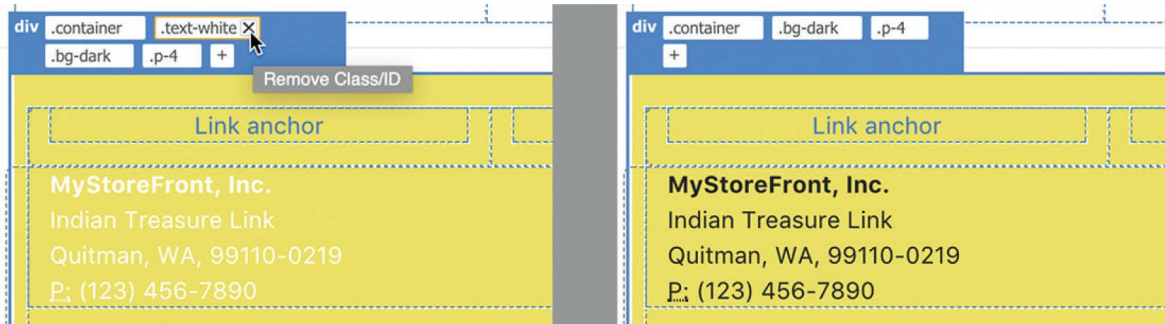 div .container .text-white ×
.bg-dark .p-4 +
Remove Class/ID
Link anchor
MyStoreFront, Inc.
Indian Treasure Link
Quitman, WA, 99110-0219
P: (123) 456-7890
div .container .bg-dark .p-4
+
Link anchor
MyStoreFront, Inc.
Indian Treasure Link
Quitman, WA, 99110-0219
P: (123) 456-7890